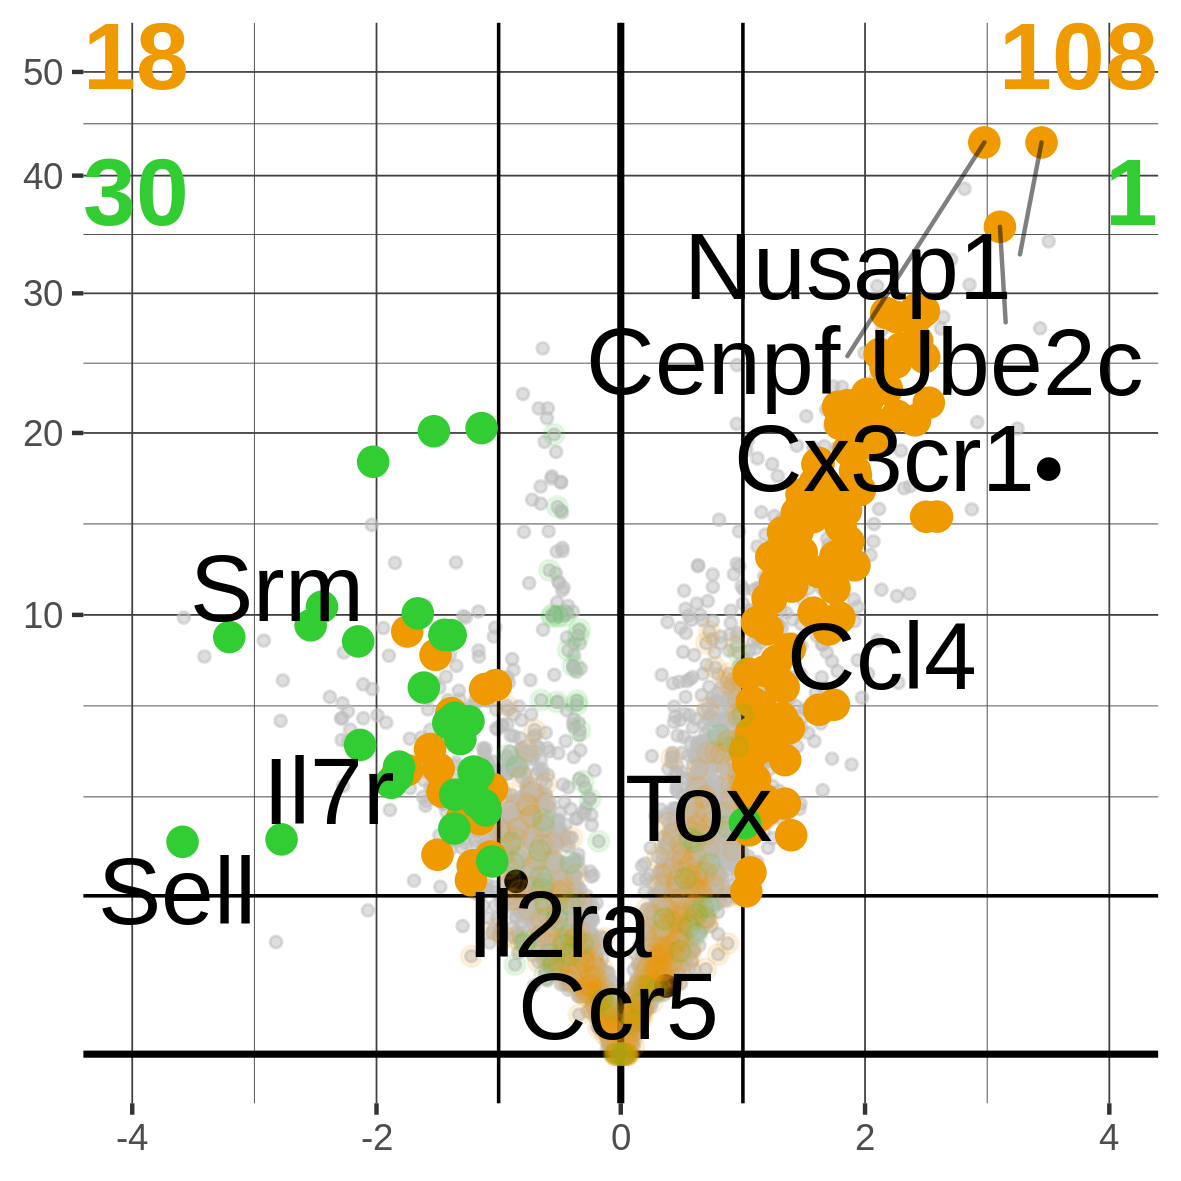 18 108
50
40
30 1
Nusap1
30
Cenpf Ube2c
20
Cx3cr1
Srm
10
Ccl4
Il7r
Tox
Sell
Il2ra
Ccr5
-4 -2 0 2 4